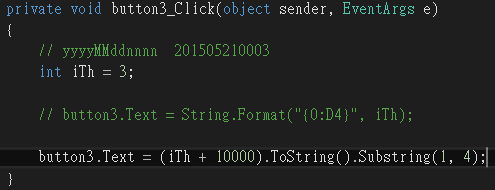 private void button3_Click(object sender, EventArgs e)
{
// yyyyMMddnnnn  201505210003
int iTh = 3;
// button3.Text = String.Format("{0:D4}", iTh);
button3.Text = (iTh + 10000).ToString().Substring(1, 4);
}